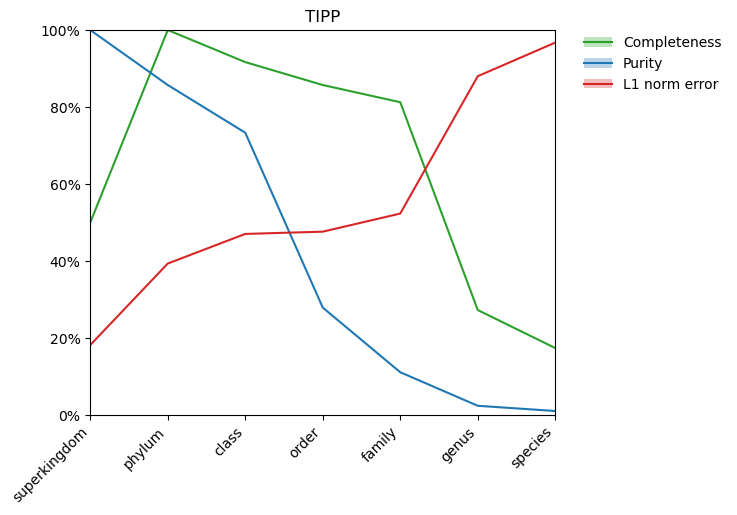 TIPP
100%
80%
60%
40%
20%
0%
superkingdom
phylum
class
order
family
genus
species
Completeness
Purity
L1 norm error